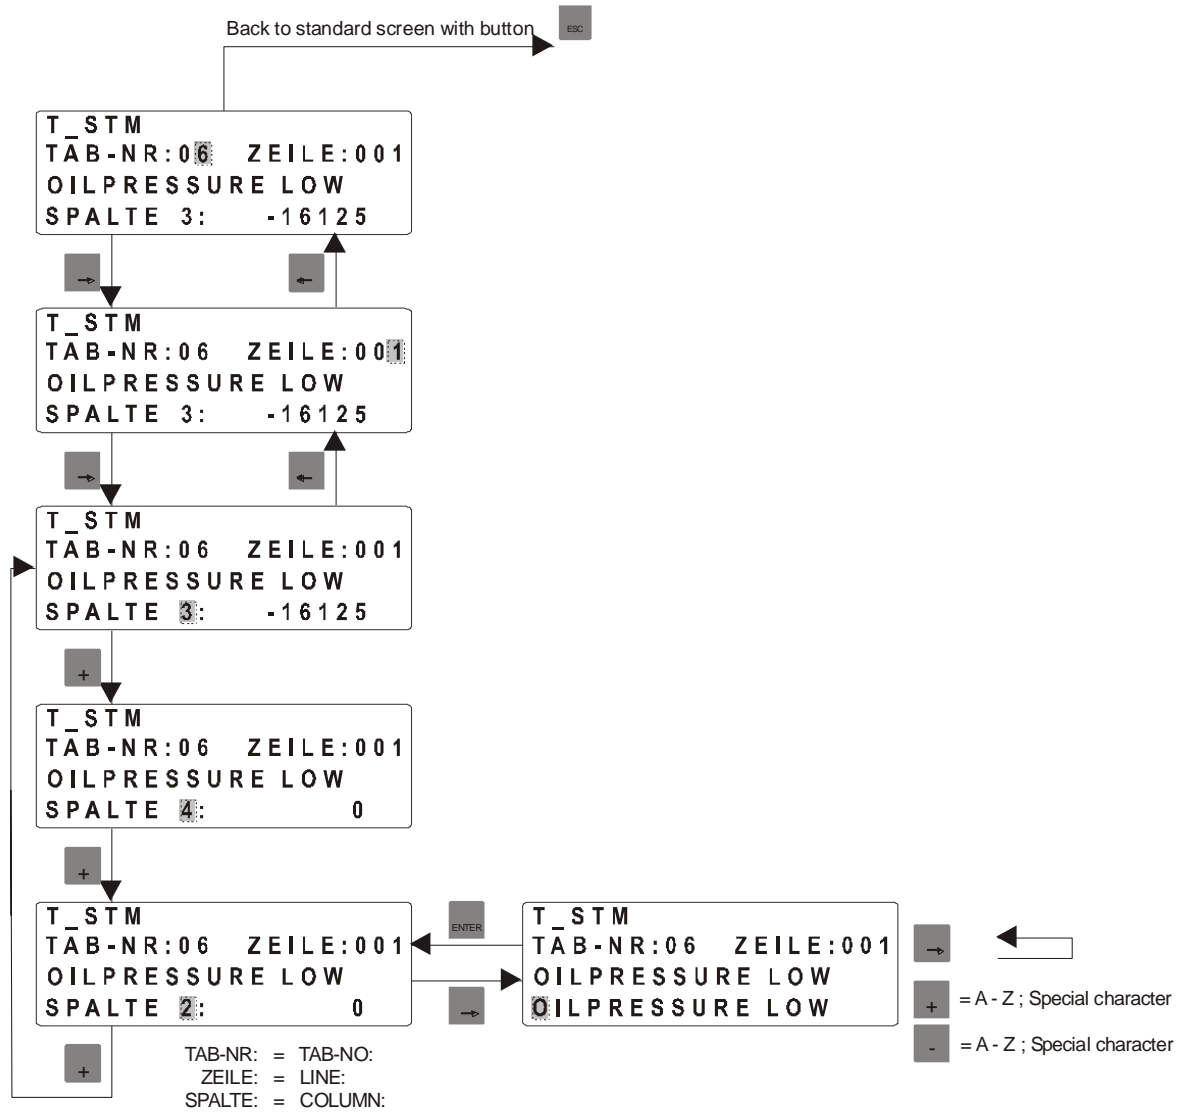 Back to standard screen with button
ESC
T_STM
TAB-NR:06 ZEILE:001
OILPRESSURE LOW
SPALTE 3: -16125
T_STM
TAB-NR:06 ZEILE:001
OILPRESSURE LOW
SPALTE 3: -16125
T_STM
TAB-NR:06 ZEILE:001
OILPRESSURE LOW
SPALTE 3: -16125
+
T_STM
TAB-NR:06 ZEILE:001
OILPRESSURE LOW
SPALTE 4: 0
+
T_STM
TAB-NR:06 ZEILE:001
OILPRESSURE LOW
SPALTE 2: 0
ENTER
T_STM
TAB-NR:06 ZEILE:001
OILPRESSURE LOW
OILPRESSURE LOW
+ = A - Z ; Special character
- = A - Z ; Special character
+
TAB-NR: = TAB-NO:
ZEILE: = LINE:
SPALTE: = COLUMN: